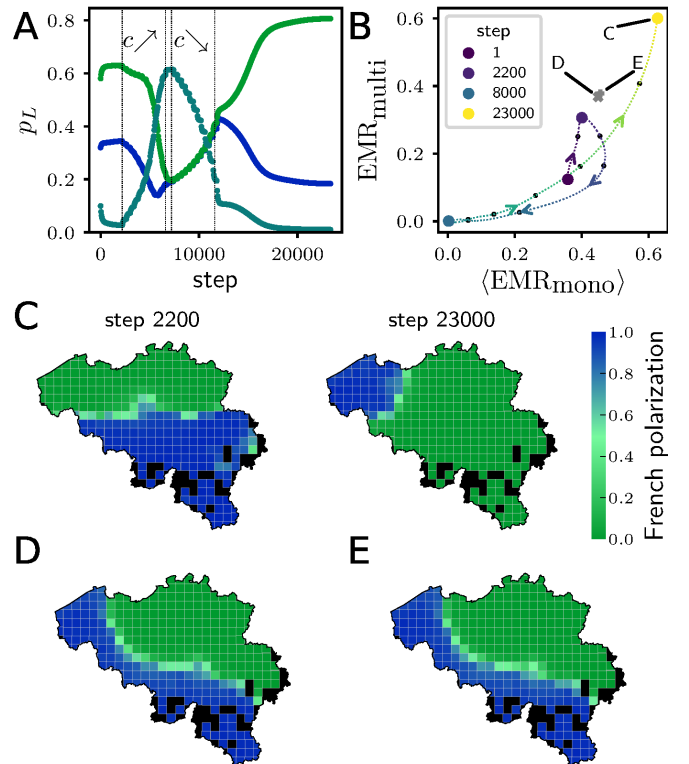 A
p_L
0.8
0.6
0.4
0.2
0.0
c ↗
c ↘
0
10000
20000
step
B
EMR_multi
0.6
0.4
0.2
0.0
step
1
2200
8000
23000
C
D
E
0.0
0.2
0.4
0.6
⟨EMR_mono⟩
C
step 2200
step 23000
1.0
0.8
0.6
0.4
0.2
0.0
French polarization
D
E